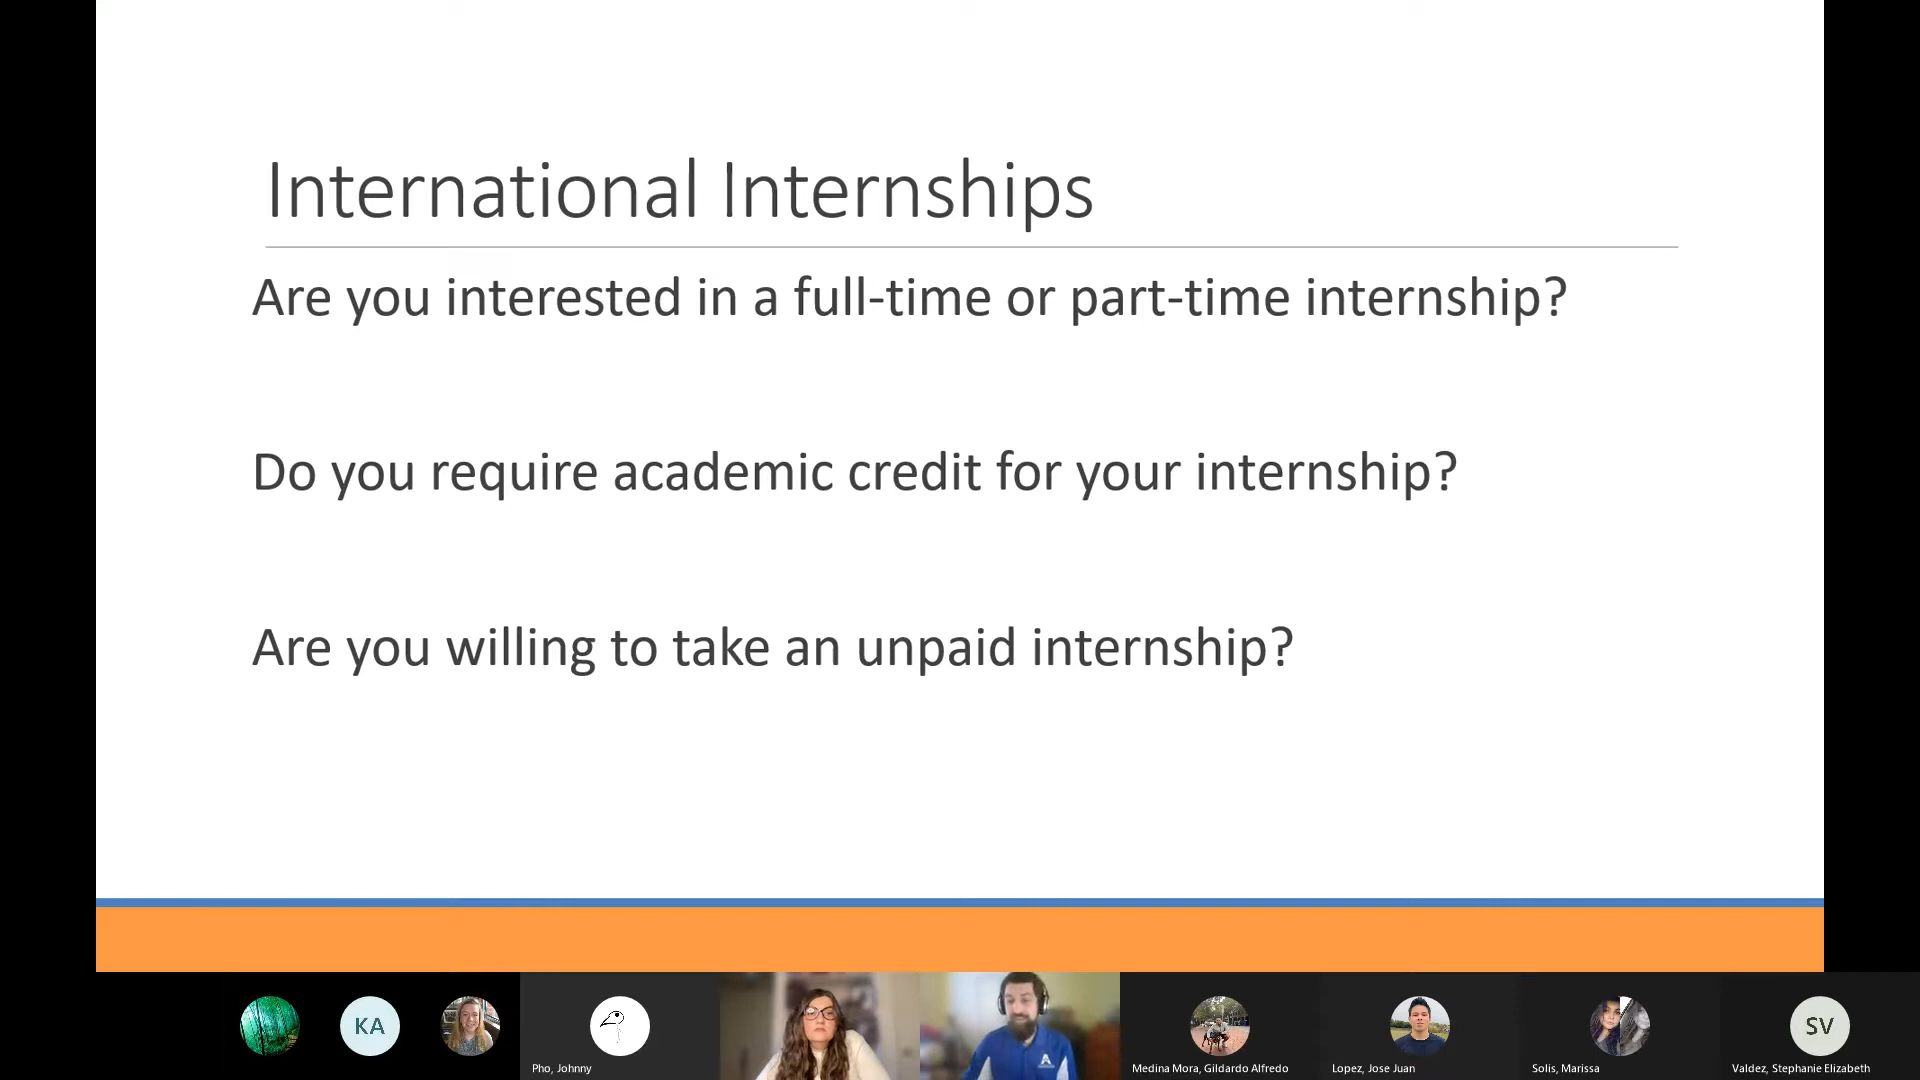 International Internships
Are you interested in a full-time or part-time internship?
Do you require academic credit for your internship?
Are you willing to take an unpaid internship?
KA
Pho, Johnny
A
Medina Mora, Gildardo Alfredo
Lopez, Jose Juan
Solis, Marissa
SV
Valdez, Stephanie Elizabeth